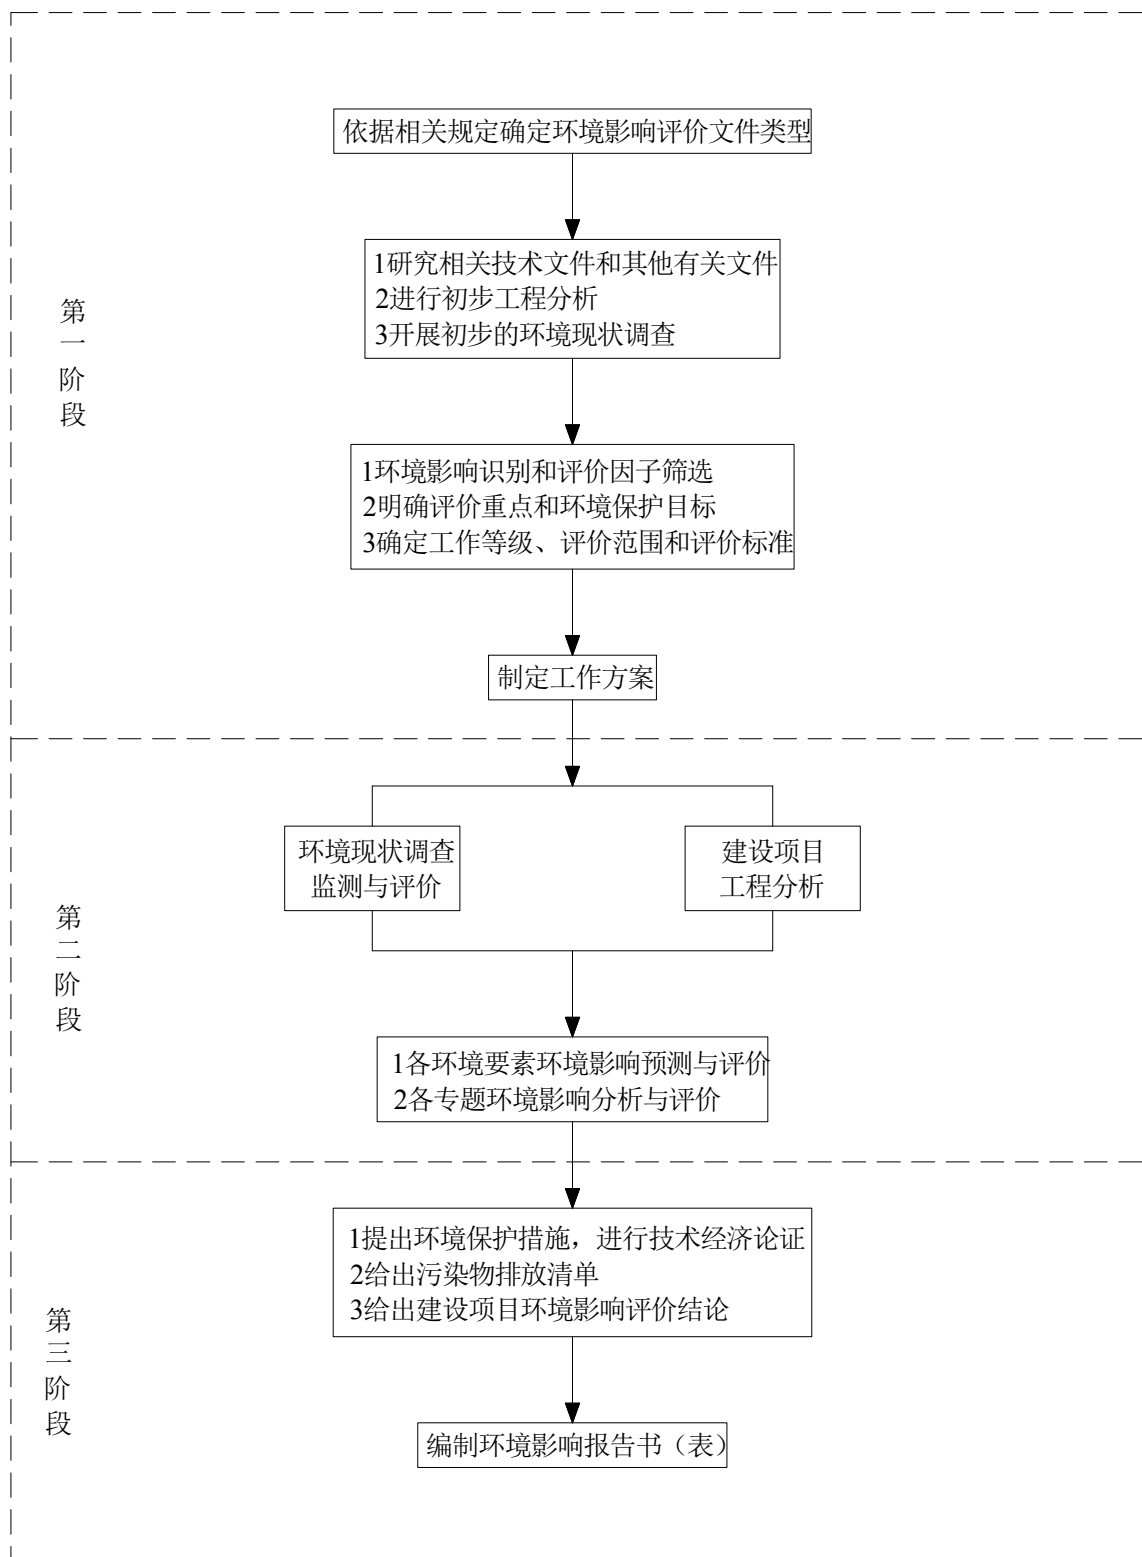 依据相关规定确定环境影响评价文件类型
1研究相关技术文件和其他有关文件
2进行初步工程分析
3开展初步的环境现状调查
第一阶段
1环境影响识别和评价因子筛选
2明确评价重点和环境保护目标
3确定工作等级、评价范围和评价标准
制定工作方案
环境现状调查
监测与评价
建设项目
工程分析
第二阶段
1各环境要素环境影响预测与评价
2各专题环境影响分析与评价
1提出环境保护措施，进行技术经济论证
2给出污染物排放清单
3给出建设项目环境影响评价结论
第三阶段
编制环境影响报告书（表）